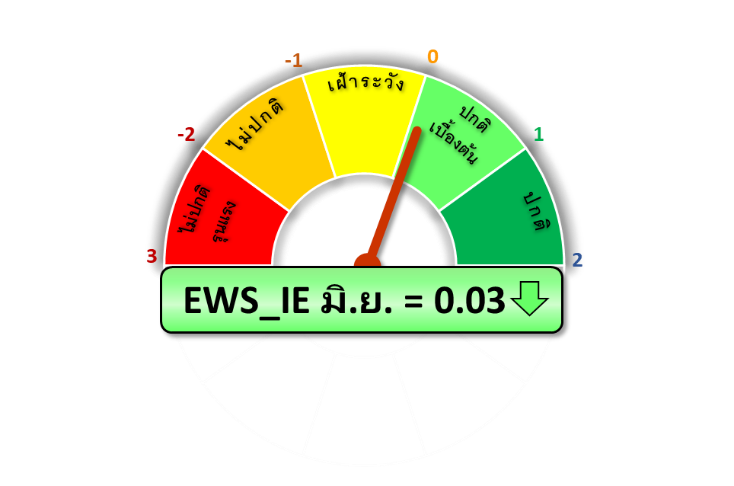 -1
0
เฝ้าระวัง
ไม่ปกติ
ปกติ
เบื้องต้น
-2
1
ไม่ปกติ
รุนแรง
ปกติ
3
2
EWS_IE มิ.ย. = 0.03